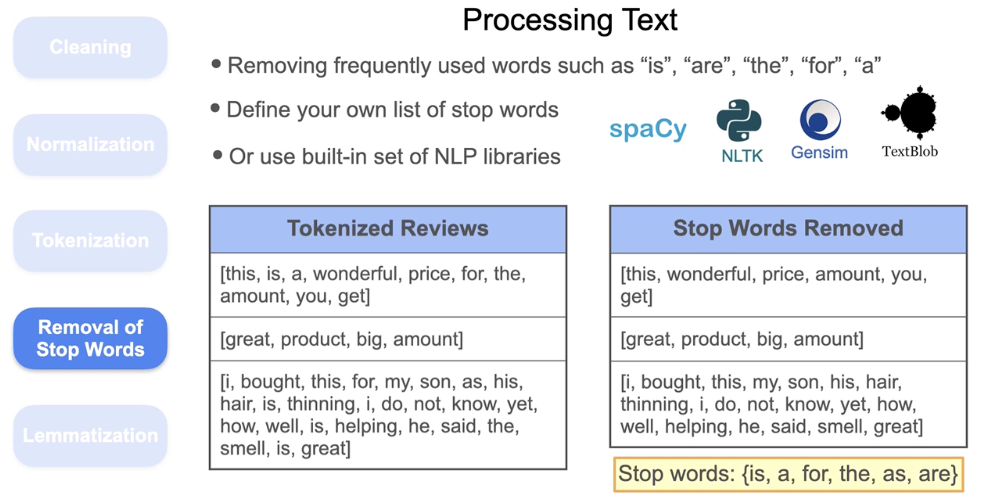 Processing Text
Cleaning
Normalization
Tokenization
Removal of
Stop Words
Lemmatization
• Removing frequently used words such as “is”, “are”, “the”, “for”, “a”
• Define your own list of stop words
• Or use built-in set of NLP libraries
spaCy
NLTK
Gensim
TextBlob
Tokenized Reviews
[this, is, a, wonderful, price, for, the,
amount, you, get]
[great, product, big, amount]
[i, bought, this, for, my, son, as, his,
hair, is, thinning, i, do, not, know, yet,
how, well, is, helping, he, said, the,
smell, is, great]
Stop Words Removed
[this, wonderful, price, amount, you,
get]
[great, product, big, amount]
[i, bought, this, my, son, his, hair,
thinning, i, do, not, know, yet, how,
well, helping, he, said, smell, great]
Stop words: {is, a, for, the, as, are}